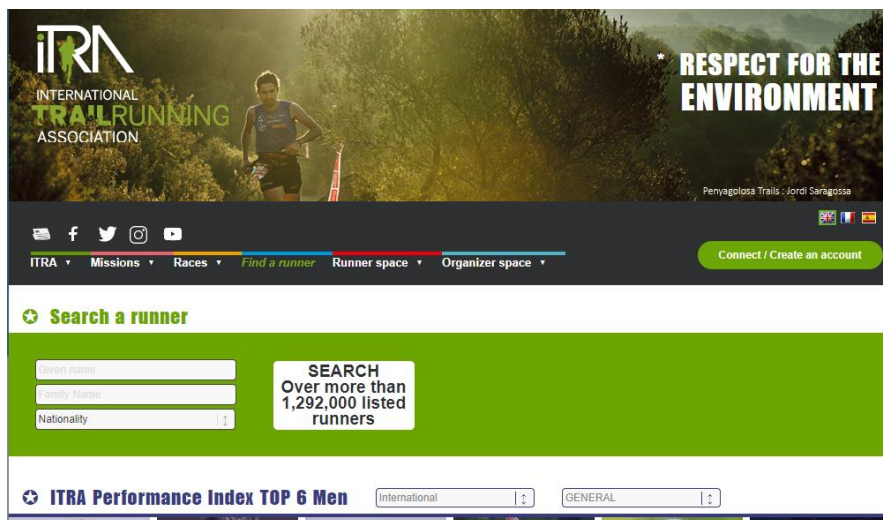 iTRA
INTERNATIONAL
TRAILRUNNING
ASSOCIATION
* RESPECT FOR THE
ENVIRONMENT
Penyagolosa Trails : Jordi Saragossa
ITRA Missions Races Find a runner Runner space Organizer space
Connect / Create an account
Search a runner
Given name
Family Name
Nationality
SEARCH
Over more than
1,292,000 listed
runners
ITRA Performance Index TOP 6 Men International GENERAL